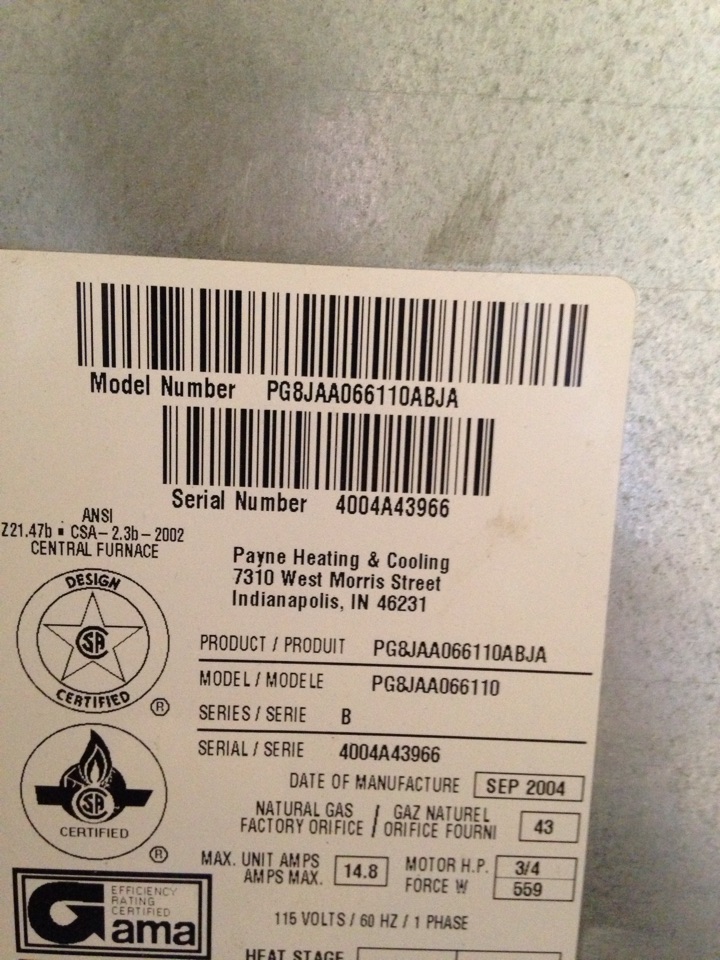 Model Number PG8JAA066110ABJA
Serial Number 4004A43966
ANSI
Z21.47b ▪ CSA-2.3b-2002
CENTRAL FURNACE
Payne Heating & Cooling
7310 West Morris Street
Indianapolis, IN 46231
DESIGN
SA
CERTIFIED
®
PRODUCT / PRODUIT PG8JAA066110ABJA
MODEL / MODELE PG8JAA066110
SERIES / SERIE B
SERIAL / SERIE 4004A43966
DATE OF MANUFACTURE SEP 2004
NATURAL GAS / GAZ NATUREL
FACTORY ORIFICE / ORIFICE FOURNI 43
SA
CERTIFIED
®
MAX. UNIT AMPS
AMPS MAX. 14.8
MOTOR H.P. 3/4
FORCE W 559
Gama
EFFICIENCY
RATING
CERTIFIED
115 VOLTS / 60 HZ / 1 PHASE
HEAT STAGE